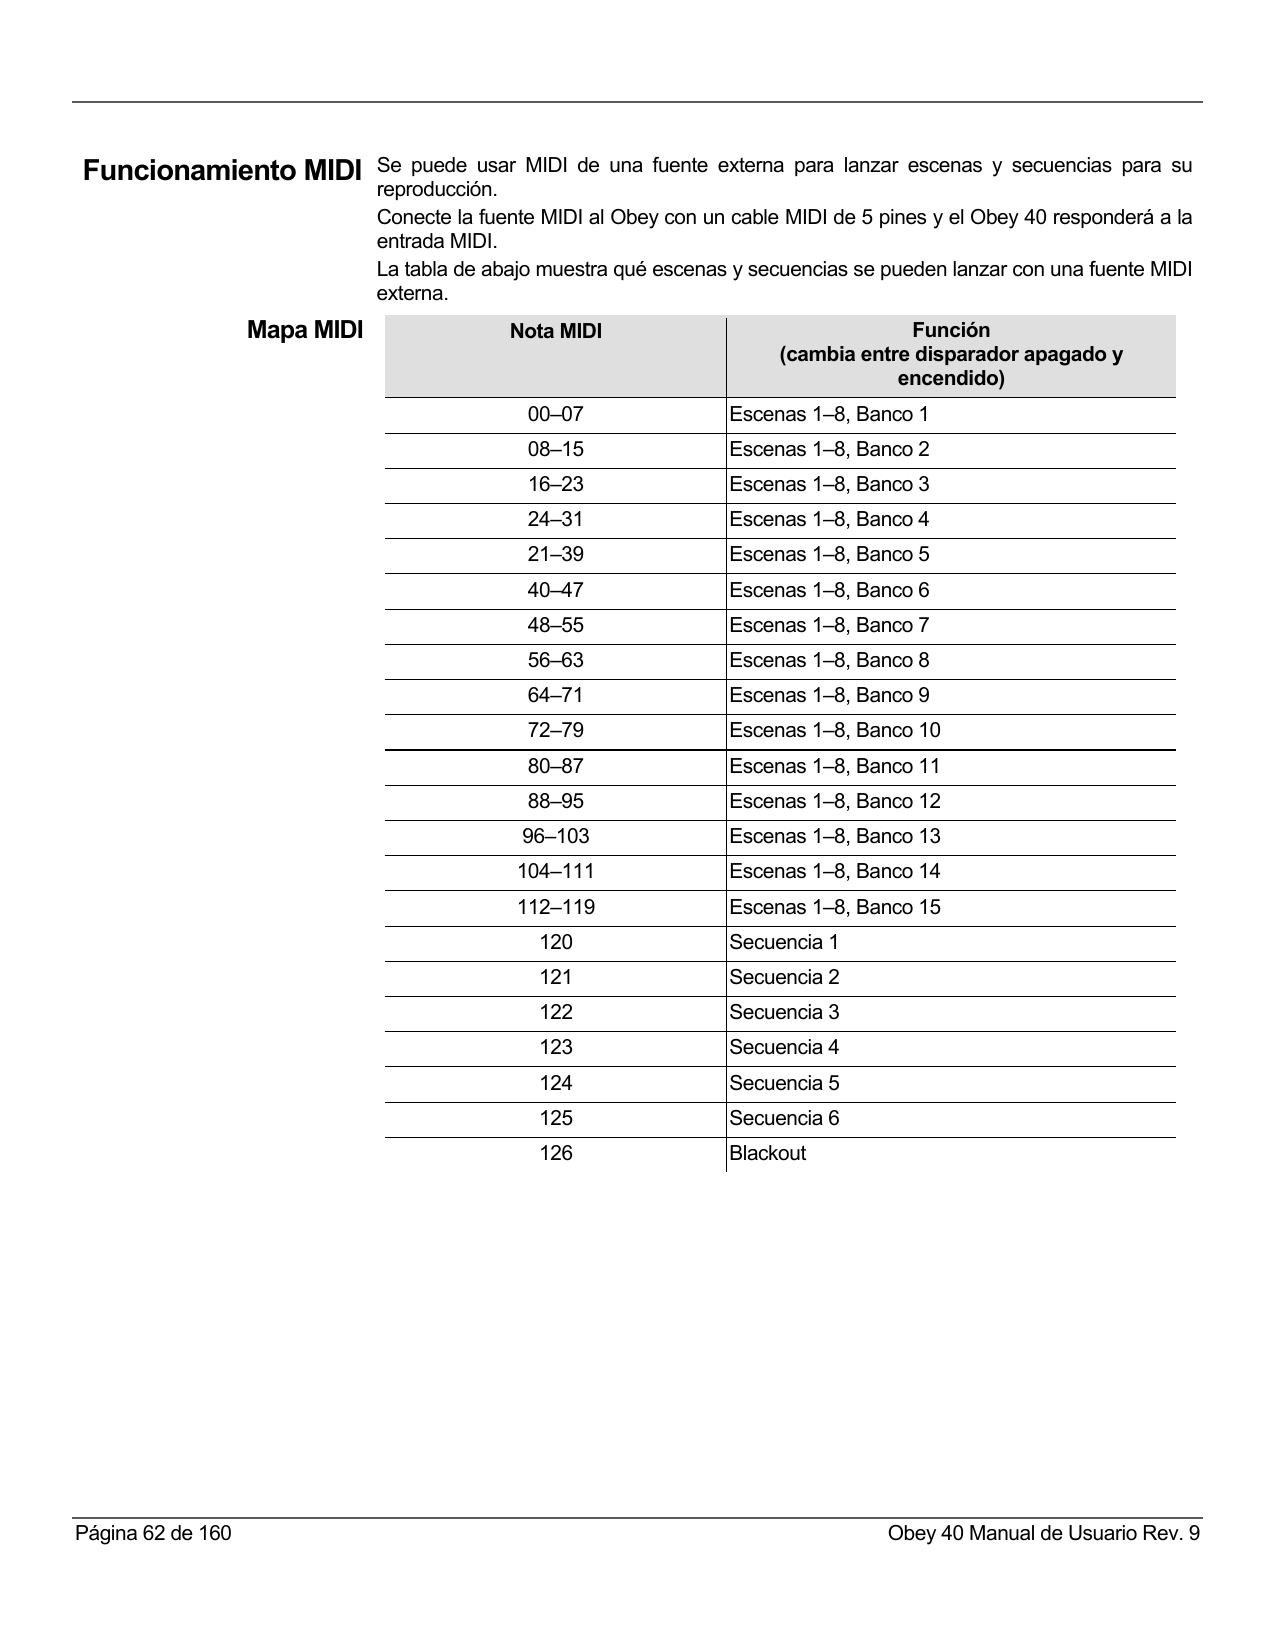 Funcionamiento MIDI
Se puede usar MIDI de una fuente externa para lanzar escenas y secuencias para su
reproducción.
Conecte la fuente MIDI al Obey con un cable MIDI de 5 pines y el Obey 40 responderá a la
entrada MIDI.
La tabla de abajo muestra qué escenas y secuencias se pueden lanzar con una fuente MIDI
externa.
Mapa MIDI
Nota MIDI
Función
(cambia entre disparador apagado y
encendido)
00–07 Escenas 1–8, Banco 1
08–15 Escenas 1–8, Banco 2
16–23 Escenas 1–8, Banco 3
24–31 Escenas 1–8, Banco 4
21–39 Escenas 1–8, Banco 5
40–47 Escenas 1–8, Banco 6
48–55 Escenas 1–8, Banco 7
56–63 Escenas 1–8, Banco 8
64–71 Escenas 1–8, Banco 9
72–79 Escenas 1–8, Banco 10
80–87 Escenas 1–8, Banco 11
88–95 Escenas 1–8, Banco 12
96–103 Escenas 1–8, Banco 13
104–111 Escenas 1–8, Banco 14
112–119 Escenas 1–8, Banco 15
120 Secuencia 1
121 Secuencia 2
122 Secuencia 3
123 Secuencia 4
124 Secuencia 5
125 Secuencia 6
126 Blackout
Página 62 de 160 Obey 40 Manual de Usuario Rev. 9